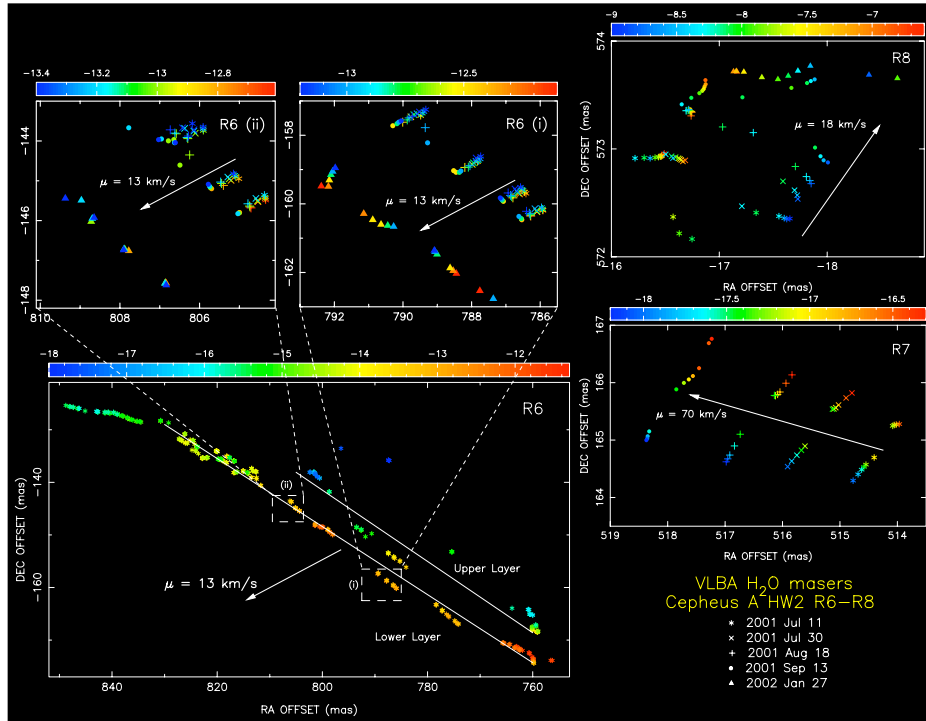 −13.4 −13.2 −13 −12.8
R6 (ii)
−144
−146
−148
μ = 13 km/s
810 808 806
−13 −12.5
R6 (i)
−158
−160
−162
μ = 13 km/s
792 790 788 786
−9 −8.5 −8 −7.5 −7
R8
574
573
572
DEC OFFSET (mas)
μ = 18 km/s
−16 −17 −18
RA OFFSET (mas)
−18 −17.5 −17 −16.5
R7
167
166
165
164
DEC OFFSET (mas)
μ = 70 km/s
519 518 517 516 515 514
RA OFFSET (mas)
−18 −17 −16 −15 −14 −13 −12
R6
−140
−160
DEC OFFSET (mas)
(ii)
(i)
μ = 13 km/s
Upper Layer
Lower Layer
840 820 800 780 760
RA OFFSET (mas)
VLBA H2O masers
Cepheus A HW2 R6−R8
* 2001 Jul 11
× 2001 Jul 30
+ 2001 Aug 18
● 2001 Sep 13
▲ 2002 Jan 27